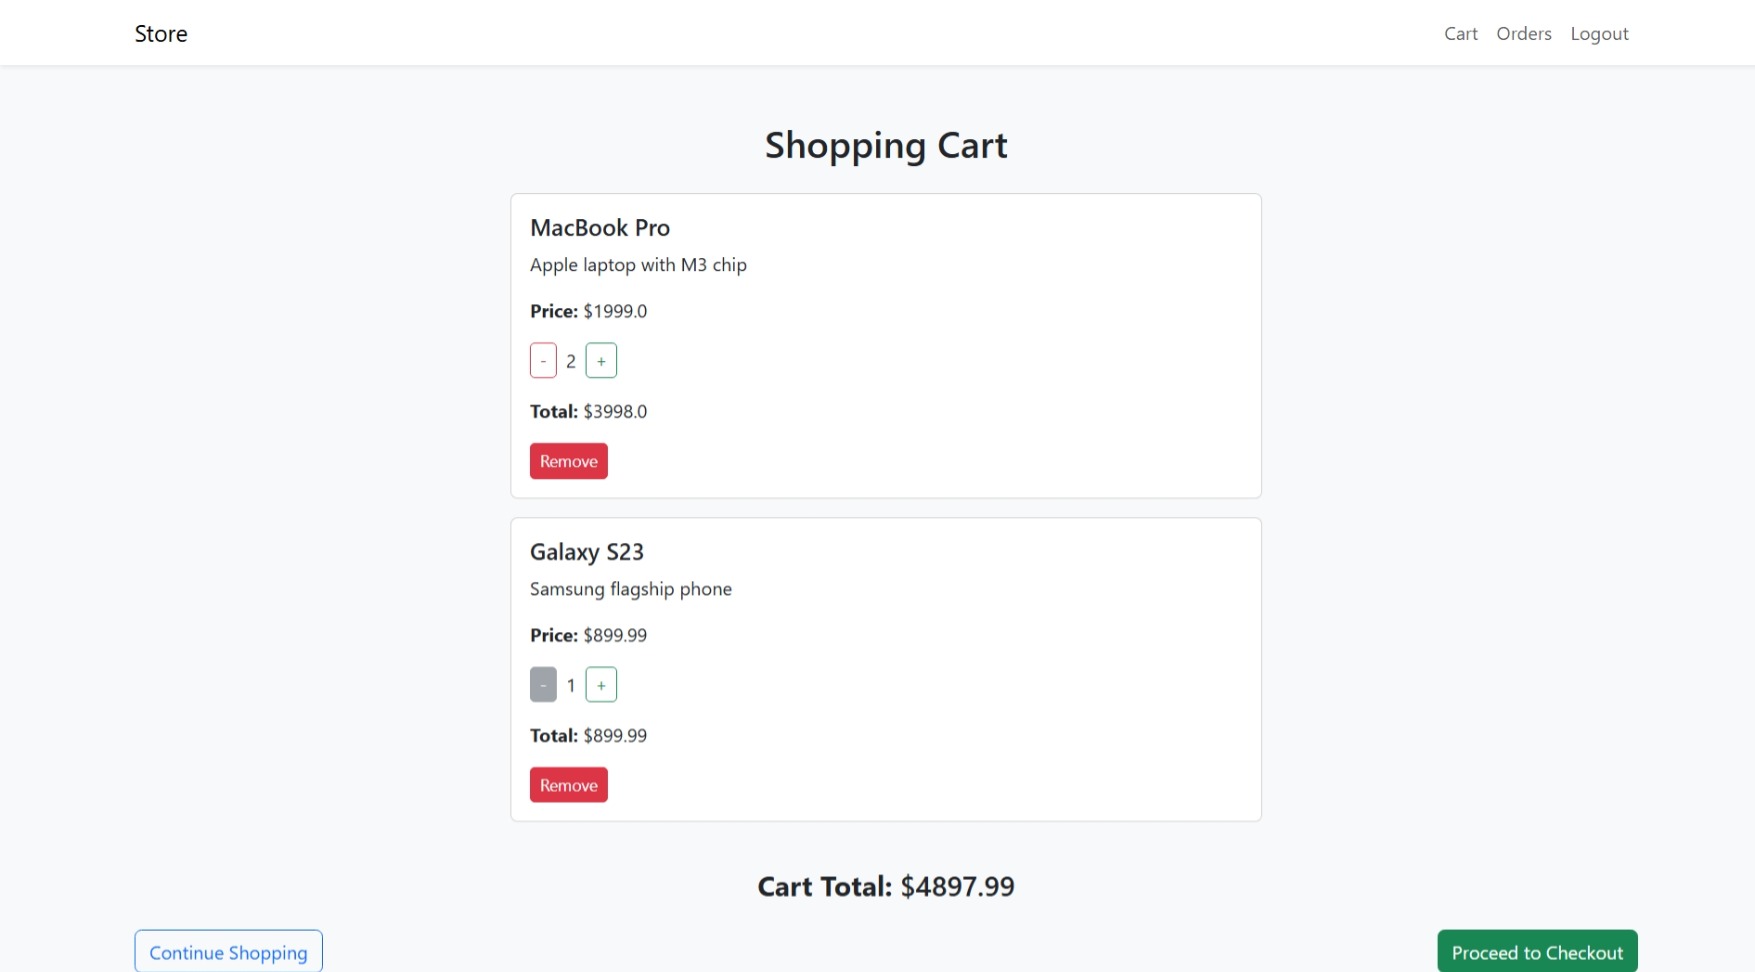 Store
Cart Orders Logout
Shopping Cart
MacBook Pro
Apple laptop with M3 chip
Price: $1999.0
- 2 +
Total: $3998.0
Remove
Galaxy S23
Samsung flagship phone
Price: $899.99
- 1 +
Total: $899.99
Remove
Cart Total: $4897.99
Continue Shopping
Proceed to Checkout